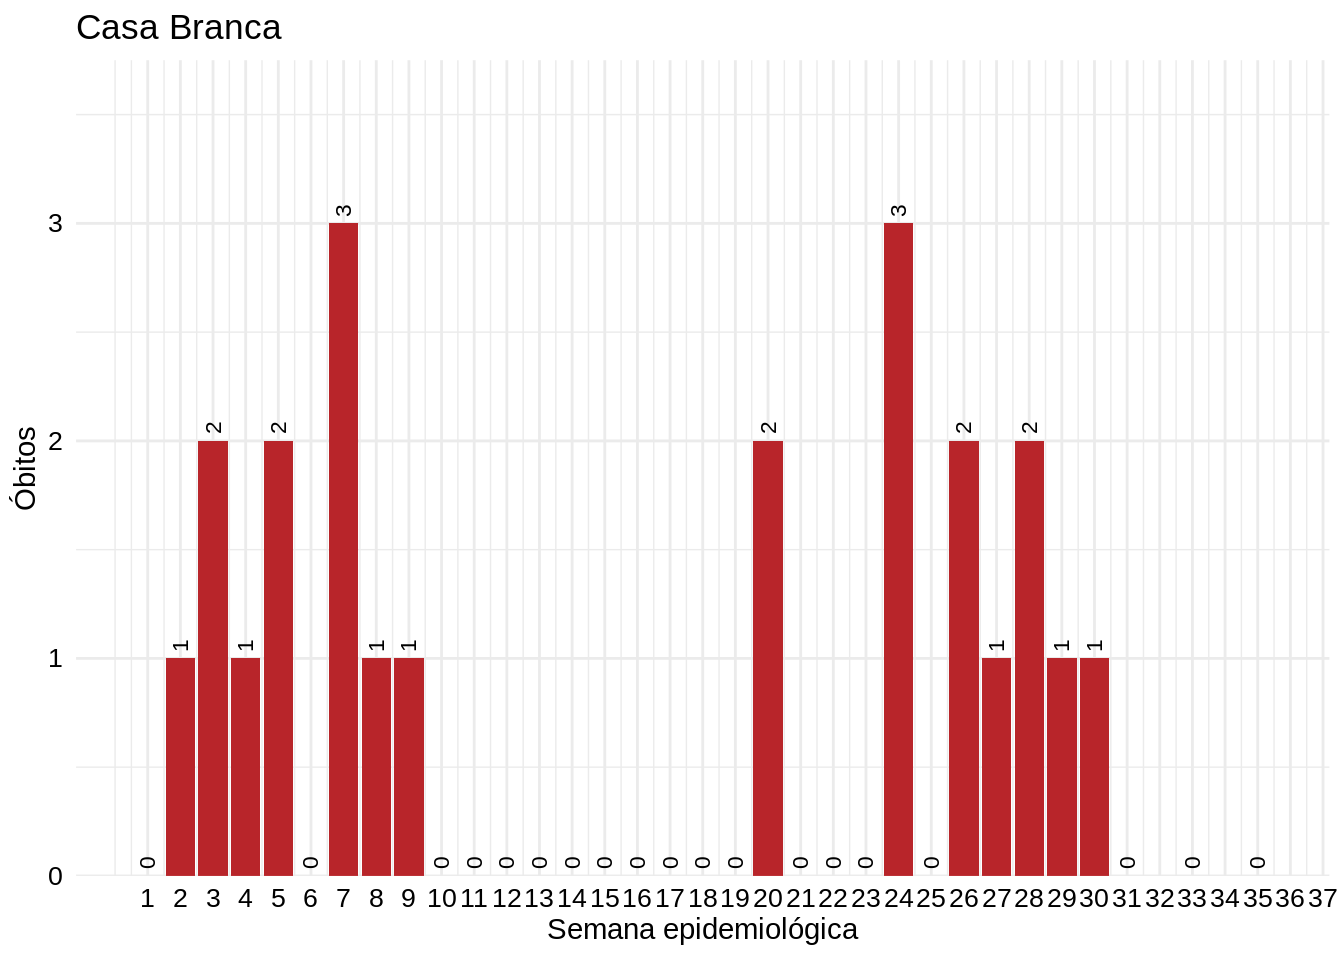 Casa Branca
Óbitos
3
2
1
0
0 1 2 1 2 0 3 1 1 0 0 0 0 0 0 0 0 0 0 2 0 0 0 3 0 2 1 2 1 1 0 0 0
1 2 3 4 5 6 7 8 9 10 11 12 13 14 15 16 17 18 19 20 21 22 23 24 25 26 27 28 29 30 31 32 33 34 35 36 37
Semana epidemiológica